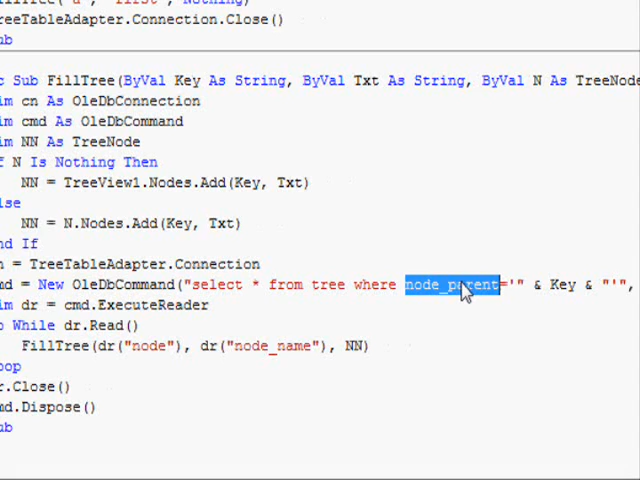 "a", "first", Nothing)
reeTableAdapter.Connection.Close()
ub
c Sub FillTree(ByVal Key As String, ByVal Txt As String, ByVal N As TreeNode
im cn As OleDbConnection
im cmd As OleDbCommand
im NN As TreeNode
f N Is Nothing Then
NN = TreeView1.Nodes.Add(Key, Txt)
lse
NN = N.Nodes.Add(Key, Txt)
nd If
n = TreeTableAdapter.Connection
md = New OleDbCommand("select * from tree where node_parent='" & Key & "'",
im dr = cmd.ExecuteReader
o While dr.Read()
FillTree(dr("node"), dr("node_name"), NN)
oop
r.Close()
md.Dispose()
ub